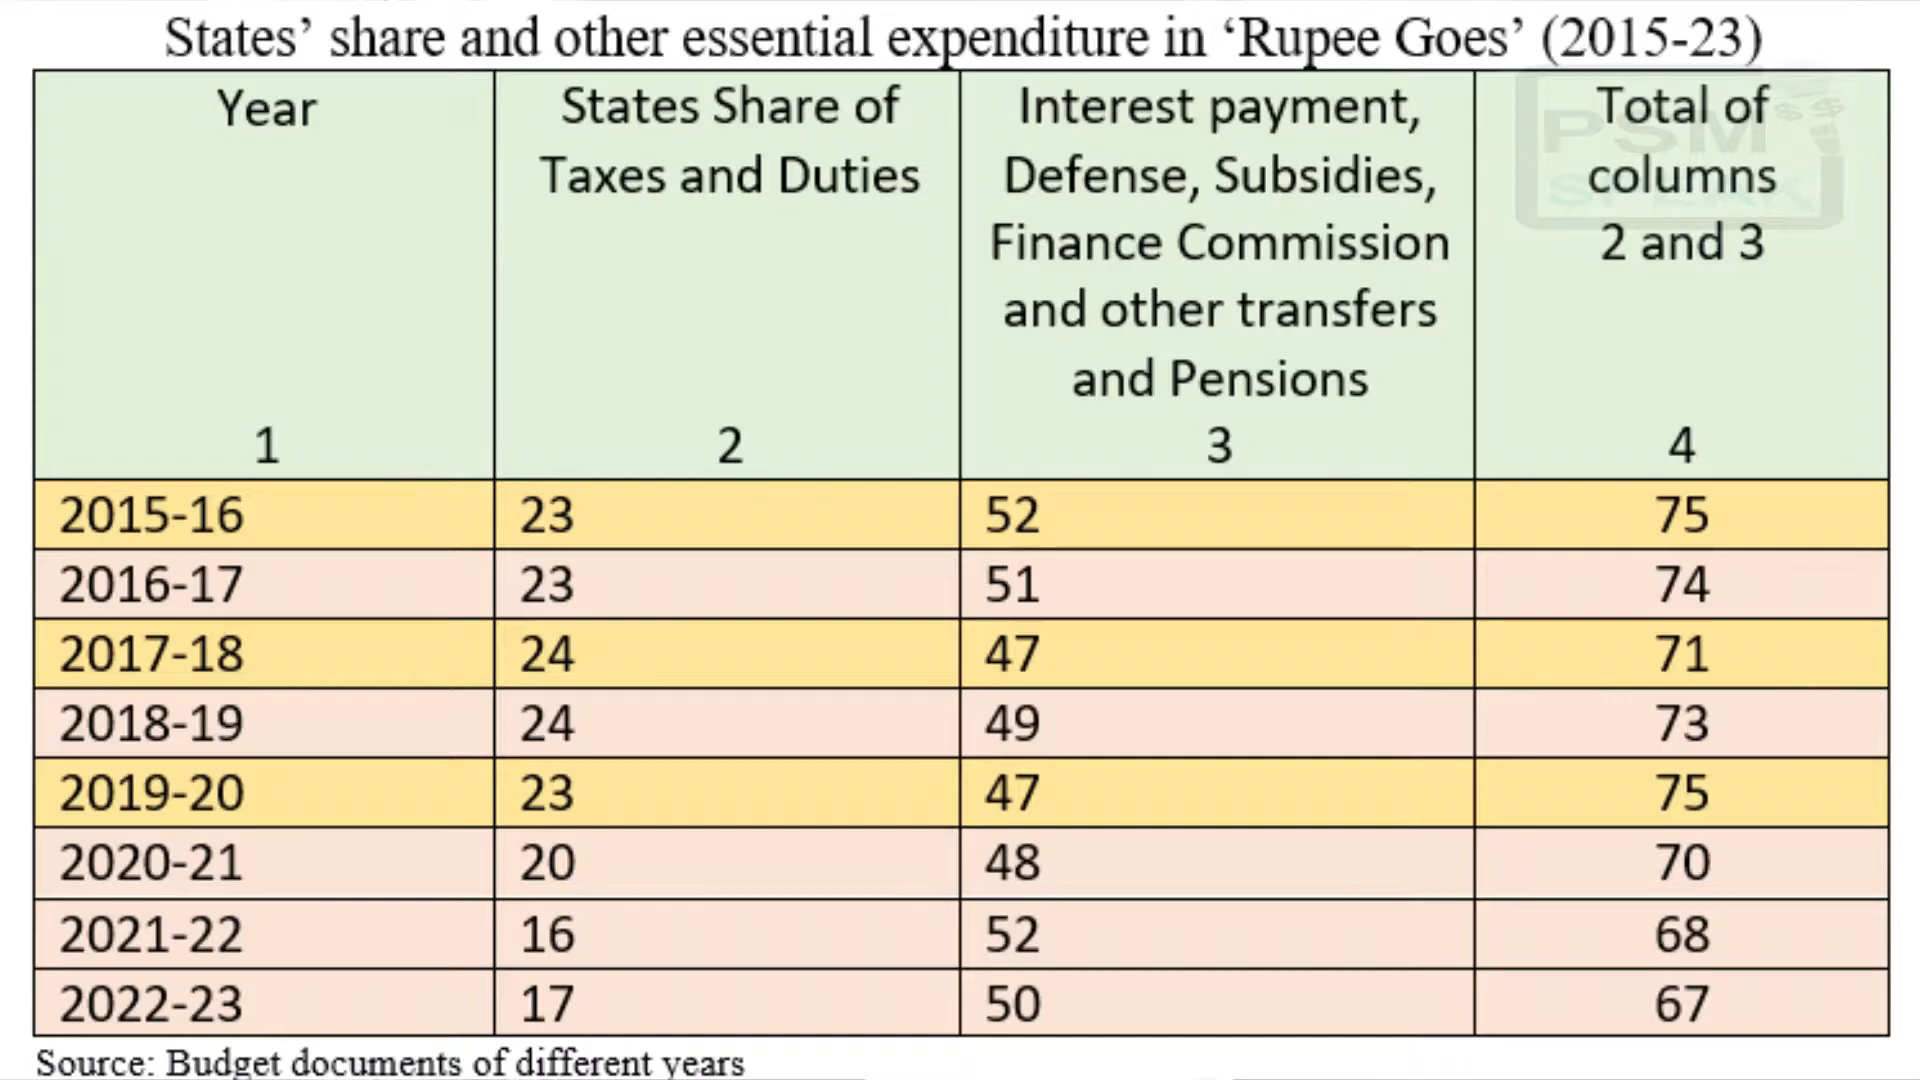 States’ share and other essential expenditure in ‘Rupee Goes’ (2015-23)
Year
1
States Share of
Taxes and Duties
2
Interest payment,
Defense, Subsidies,
Finance Commission
and other transfers
and Pensions
3
Total of
columns
2 and 3
4
PSM
SPEAK
2015-16 23 52 75
2016-17 23 51 74
2017-18 24 47 71
2018-19 24 49 73
2019-20 23 47 75
2020-21 20 48 70
2021-22 16 52 68
2022-23 17 50 67
Source: Budget documents of different years